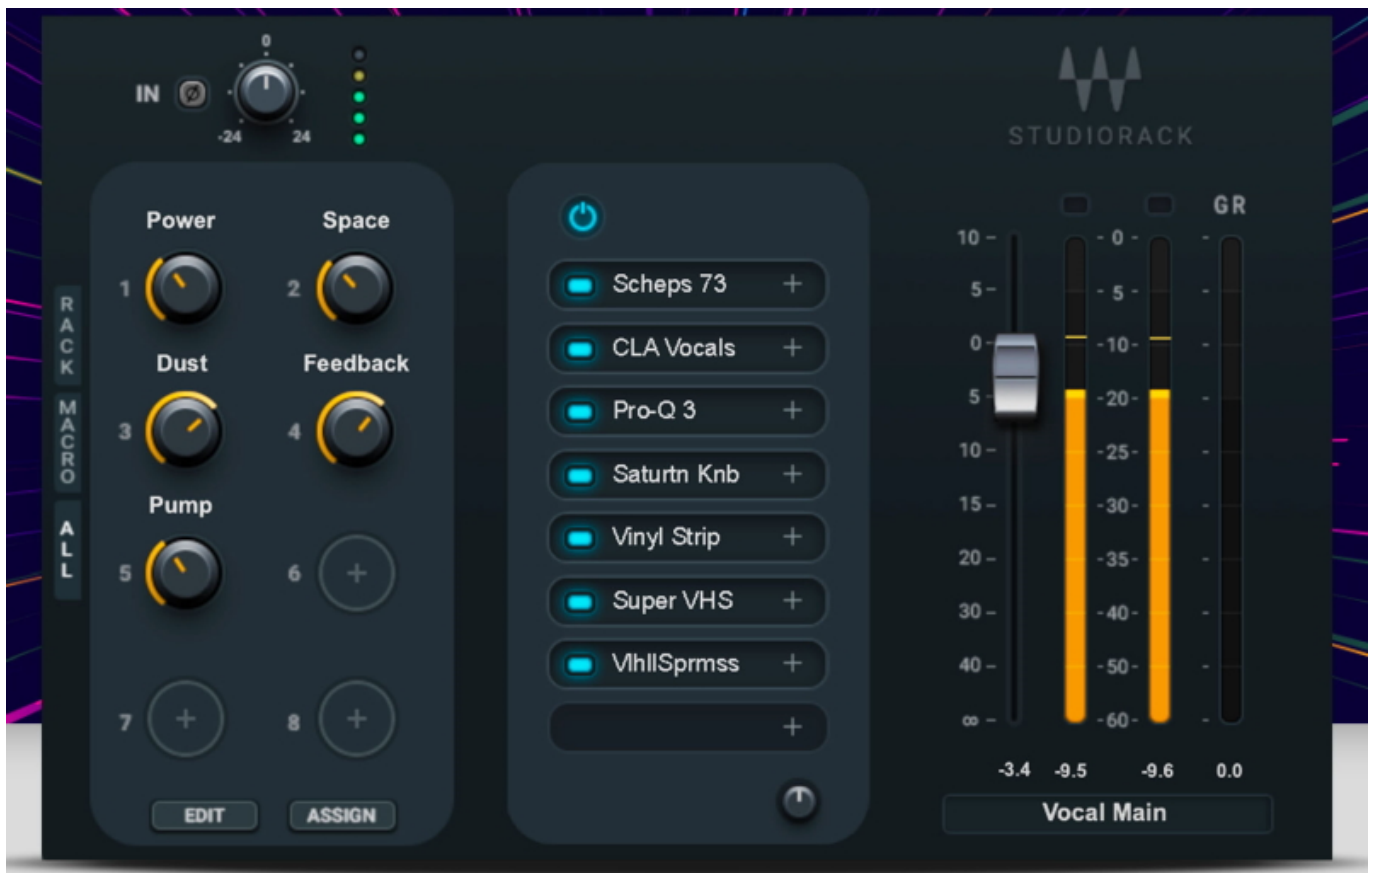 0
IN
-24 24
STUDIORACK
Power Space
1 2
Dust Feedback
3 4
Pump
5 6
7 8
EDIT ASSIGN
RACK
MACRO
ALL
Scheps 73 +
CLA Vocals +
Pro-Q 3 +
Saturtn Knb +
Vinyl Strip +
Super VHS +
VlhllSprmss +
+
GR
10 - - 0 - -
5 - - 5 - -
0 - -10- -
5 - -20- -
10 - -25- -
15 - -30- -
20 - -35- -
30 - -40- -
40 - -50- -
∞ - -60- -
-3.4 -9.5 -9.6 0.0
Vocal Main